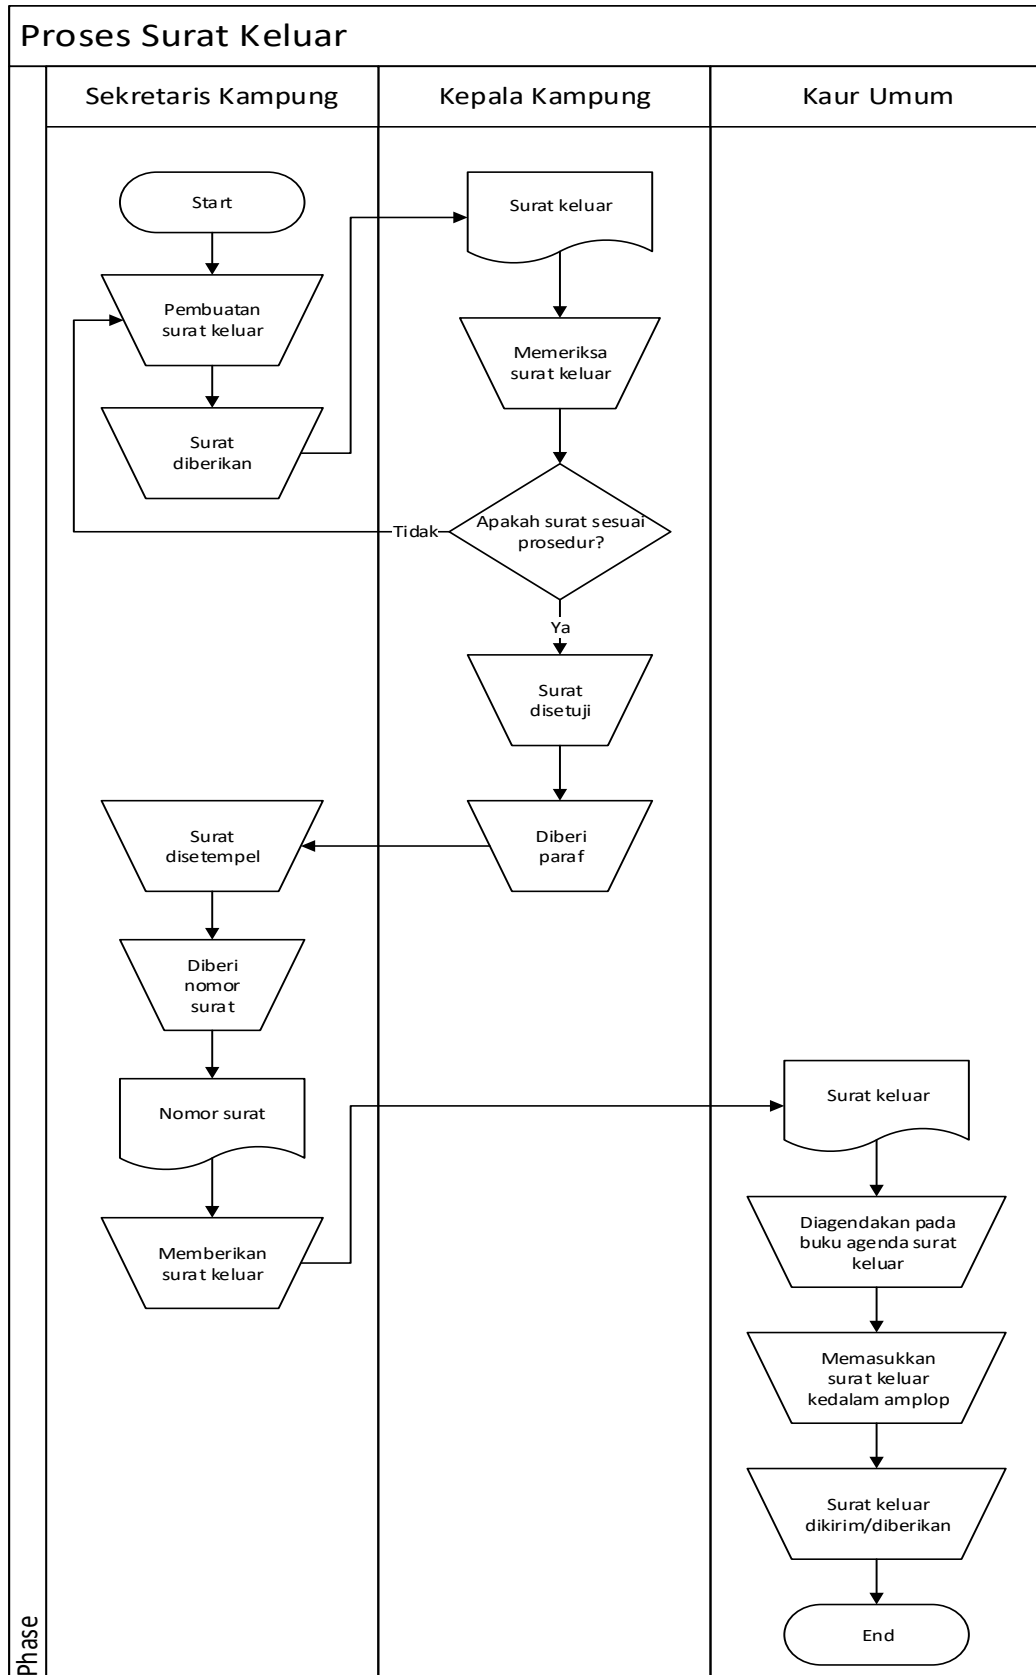 Proses Surat Keluar
Sekretaris Kampung
Kepala Kampung
Kaur Umum
Start
Pembuatan
surat keluar
Surat
diberikan
Surat keluar
Memeriksa
surat keluar
Apakah surat sesuai
prosedur?
Tidak
Ya
Surat
disetuji
Diberi
paraf
Surat
disetempel
Diberi
nomor
surat
Nomor surat
Memberikan
surat keluar
Surat keluar
Diagendakan pada
buku agenda surat
keluar
Memasukkan
surat keluar
kedalam amplop
Surat keluar
dikirim/diberikan
End
Phase